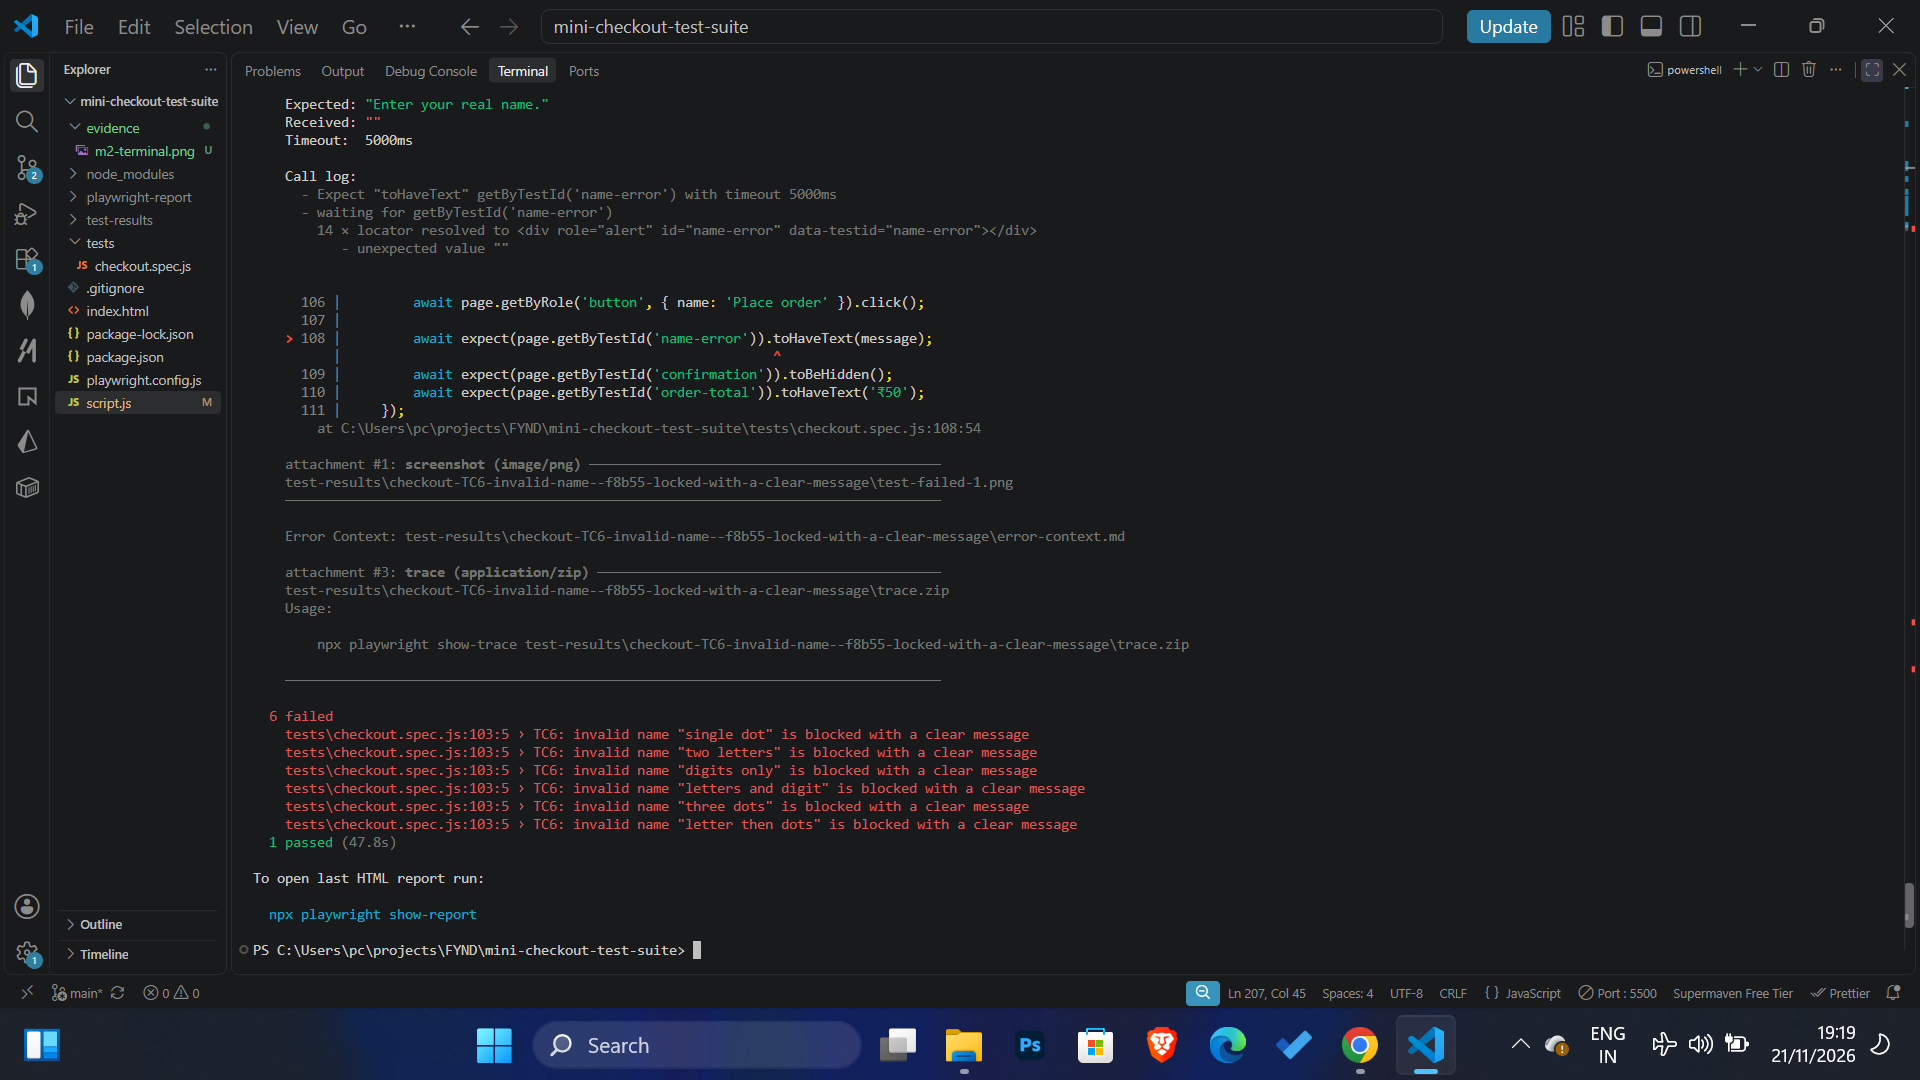 File Edit Selection View Go ··· mini-checkout-test-suite Update
Explorer ···
mini-checkout-test-suite
evidence
m2-terminal.png U
node_modules
playwright-report
test-results
tests
JS checkout.spec.js
.gitignore
<> index.html
{} package-lock.json
{} package.json
JS playwright.config.js
JS script.js M
Outline
Timeline
2
1
1
Problems Output Debug Console Terminal Ports powershell
Expected: "Enter your real name."
Received: ""
Timeout: 5000ms
Call log:
- Expect "toHaveText" getByTestId('name-error') with timeout 5000ms
- waiting for getByTestId('name-error')
14 × locator resolved to <div role="alert" id="name-error" data-testid="name-error"></div>
- unexpected value ""
106 | await page.getByRole('button', { name: 'Place order' }).click();
107 |
> 108 | await expect(page.getByTestId('name-error')).toHaveText(message);
| ^
109 | await expect(page.getByTestId('confirmation')).toBeHidden();
110 | await expect(page.getByTestId('order-total')).toHaveText('₹50');
111 | });
at C:\Users\pc\projects\FYND\mini-checkout-test-suite\tests\checkout.spec.js:108:54
attachment #1: screenshot (image/png) ────────────────────────────────────────────
test-results\checkout-TC6-invalid-name--f8b55-locked-with-a-clear-message\test-failed-1.png
────────────────────────────────────────────
Error Context: test-results\checkout-TC6-invalid-name--f8b55-locked-with-a-clear-message\error-context.md
attachment #3: trace (application/zip) ────────────────────────────────────────────
test-results\checkout-TC6-invalid-name--f8b55-locked-with-a-clear-message\trace.zip
Usage:
npx playwright show-trace test-results\checkout-TC6-invalid-name--f8b55-locked-with-a-clear-message\trace.zip
────────────────────────────────────────────
6 failed
tests\checkout.spec.js:103:5 › TC6: invalid name "single dot" is blocked with a clear message
tests\checkout.spec.js:103:5 › TC6: invalid name "two letters" is blocked with a clear message
tests\checkout.spec.js:103:5 › TC6: invalid name "digits only" is blocked with a clear message
tests\checkout.spec.js:103:5 › TC6: invalid name "letters and digit" is blocked with a clear message
tests\checkout.spec.js:103:5 › TC6: invalid name "three dots" is blocked with a clear message
tests\checkout.spec.js:103:5 › TC6: invalid name "letter then dots" is blocked with a clear message
1 passed (47.8s)
To open last HTML report run:
npx playwright show-report
PS C:\Users\pc\projects\FYND\mini-checkout-test-suite>
main* 0 0 Ln 207, Col 45 Spaces: 4 UTF-8 CRLF {} JavaScript Port : 5500 Supermaven Free Tier Prettier
Search Ps ENG 19:19
IN 21/11/2026